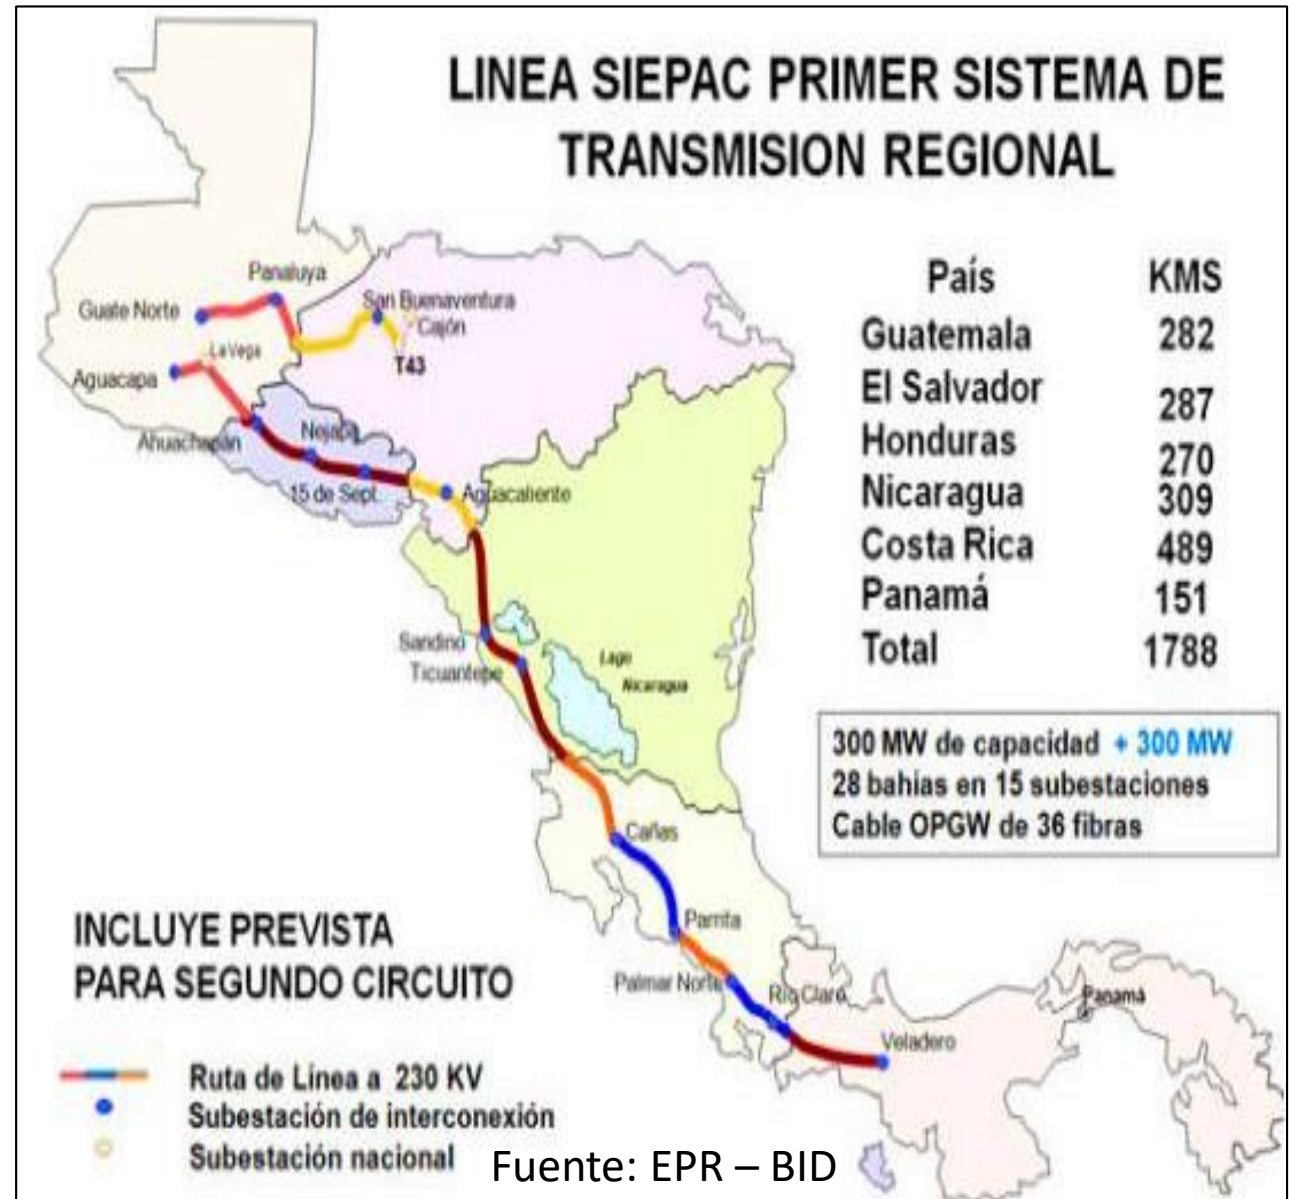 LINEA SIEPAC PRIMER SISTEMA DE
TRANSMISION REGIONAL
País KMS
Guatemala 282
El Salvador 287
Honduras 270
Nicaragua 309
Costa Rica 489
Panamá 151
Total 1788
300 MW de capacidad + 300 MW
28 bahías en 15 subestaciones
Cable OPGW de 36 fibras
Panaluya
Guate Norte
San Buenaventura
Cajón
T43
La Vega
Aguacapa
Ahuachapán
Nejapa
15 de Sept.
Aguacaliente
Sandino
Ticuantepe
Lago
Nicaragua
Cañas
Parrita
Palmar Norte
Río Claro
Panamá
Veladero
INCLUYE PREVISTA
PARA SEGUNDO CIRCUITO
Ruta de Línea a 230 KV
Subestación de interconexión
Subestación nacional
Fuente: EPR – BID